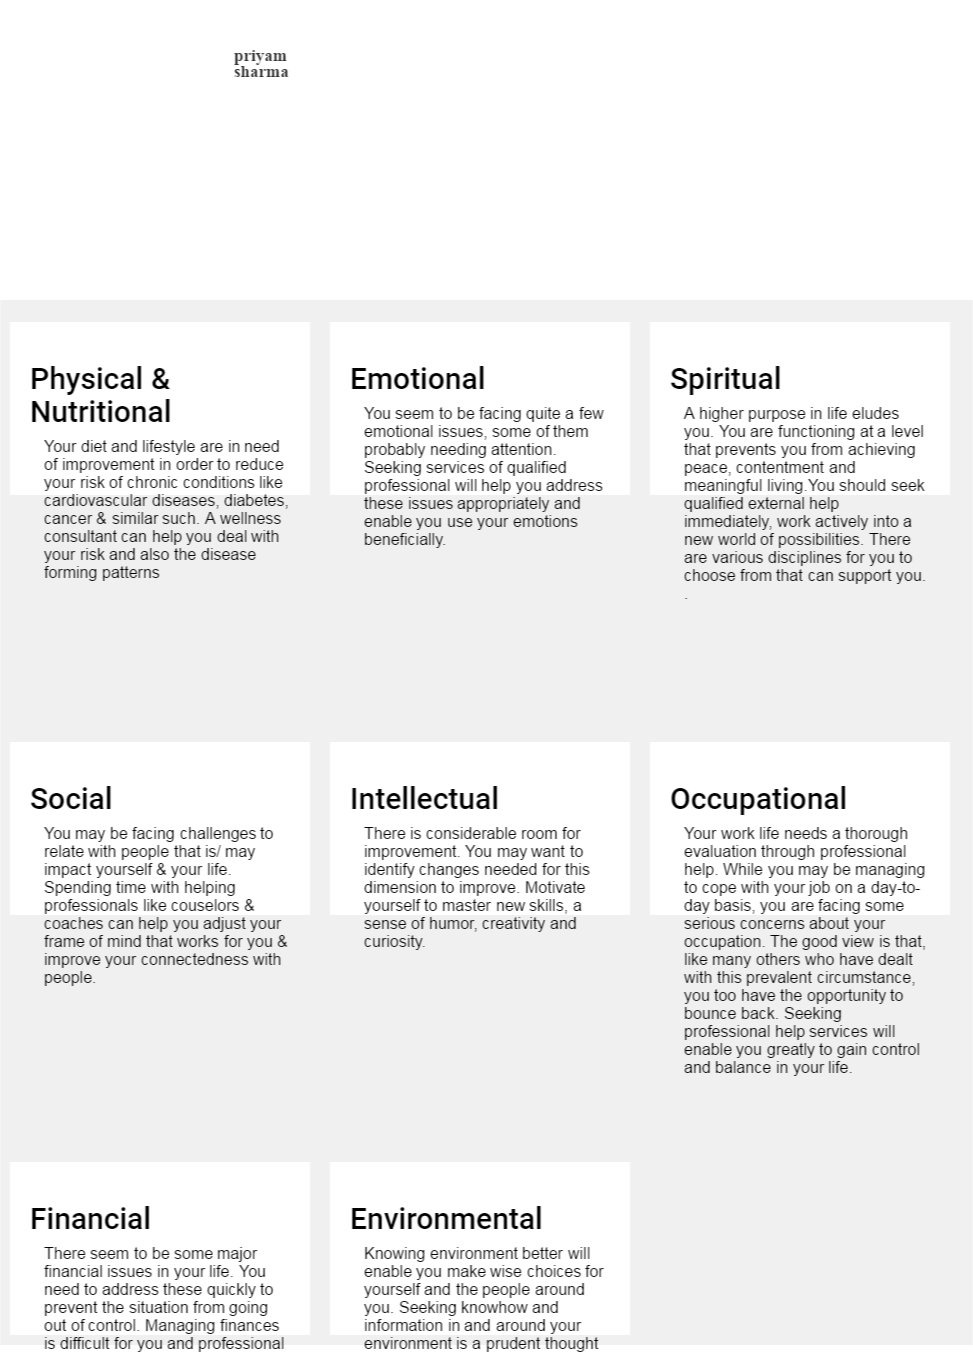 priyam
sharma
Physical &
Nutritional
Your diet and lifestyle are in need
of improvement in order to reduce
your risk of chronic conditions like
cardiovascular diseases, diabetes,
cancer & similar such. A wellness
consultant can help you deal with
your risk and also the disease
forming patterns
Emotional
You seem to be facing quite a few
emotional issues, some of them
probably needing attention.
Seeking services of qualified
professional will help you address
these issues appropriately and
enable you use your emotions
beneficially.
Spiritual
A higher purpose in life eludes
you. You are functioning at a level
that prevents you from achieving
peace, contentment and
meaningful living.You should seek
qualified external help
immediately, work actively into a
new world of possibilities. There
are various disciplines for you to
choose from that can support you.
.
Social
You may be facing challenges to
relate with people that is/ may
impact yourself & your life.
Spending time with helping
professionals like couselors &
coaches can help you adjust your
frame of mind that works for you &
improve your connectedness with
people.
Intellectual
There is considerable room for
improvement. You may want to
identify changes needed for this
dimension to improve. Motivate
yourself to master new skills, a
sense of humor, creativity and
curiosity.
Occupational
Your work life needs a thorough
evaluation through professional
help. While you may be managing
to cope with your job on a day-to-
day basis, you are facing some
serious concerns about your
occupation. The good view is that,
like many others who have dealt
with this prevalent circumstance,
you too have the opportunity to
bounce back. Seeking
professional help services will
enable you greatly to gain control
and balance in your life.
Financial
There seem to be some major
financial issues in your life. You
need to address these quickly to
prevent the situation from going
out of control. Managing finances
is difficult for you and professional
Environmental
Knowing environment better will
enable you make wise choices for
yourself and the people around
you. Seeking knowhow and
information in and around your
environment is a prudent thought